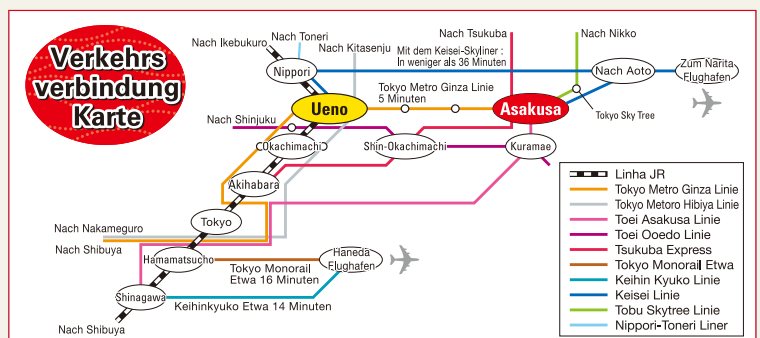 Verkehrs
verbindung
Karte
Nach Toneri
Nach Ikebukuro
Nach Kitasenju
Nach Tsukuba
Nach Nikko
Mit dem Keisei-Skyliner :
In weniger als 36 Minuten
Nippori
Nach Aoto
Zum Narita
Flughafen
Tokyo Metro Ginza Linie
5 Minuten
Ueno
Asakusa
Tokyo Sky Tree
Nach Shinjuku
Okachimachi
Shin-Okachimachi
Kuramae
Akihabara
Tokyo
Nach Nakameguro
Nach Shibuya
Hamamatsucho
Tokyo Monorail
Etwa 16 Minuten
Haneda
Flughafen
Shinagawa
Keihinkyuko Etwa 14 Minuten
Nach Shibuya
Linha JR
Tokyo Metro Ginza Linie
Tokyo Metoro Hibiya Linie
Toei Asakusa Linie
Toei Ooedo Linie
Tsukuba Express
Tokyo Monorail Etwa
Keihin Kyuko Linie
Keisei Linie
Tobu Skytree Linie
Nippori-Toneri Liner